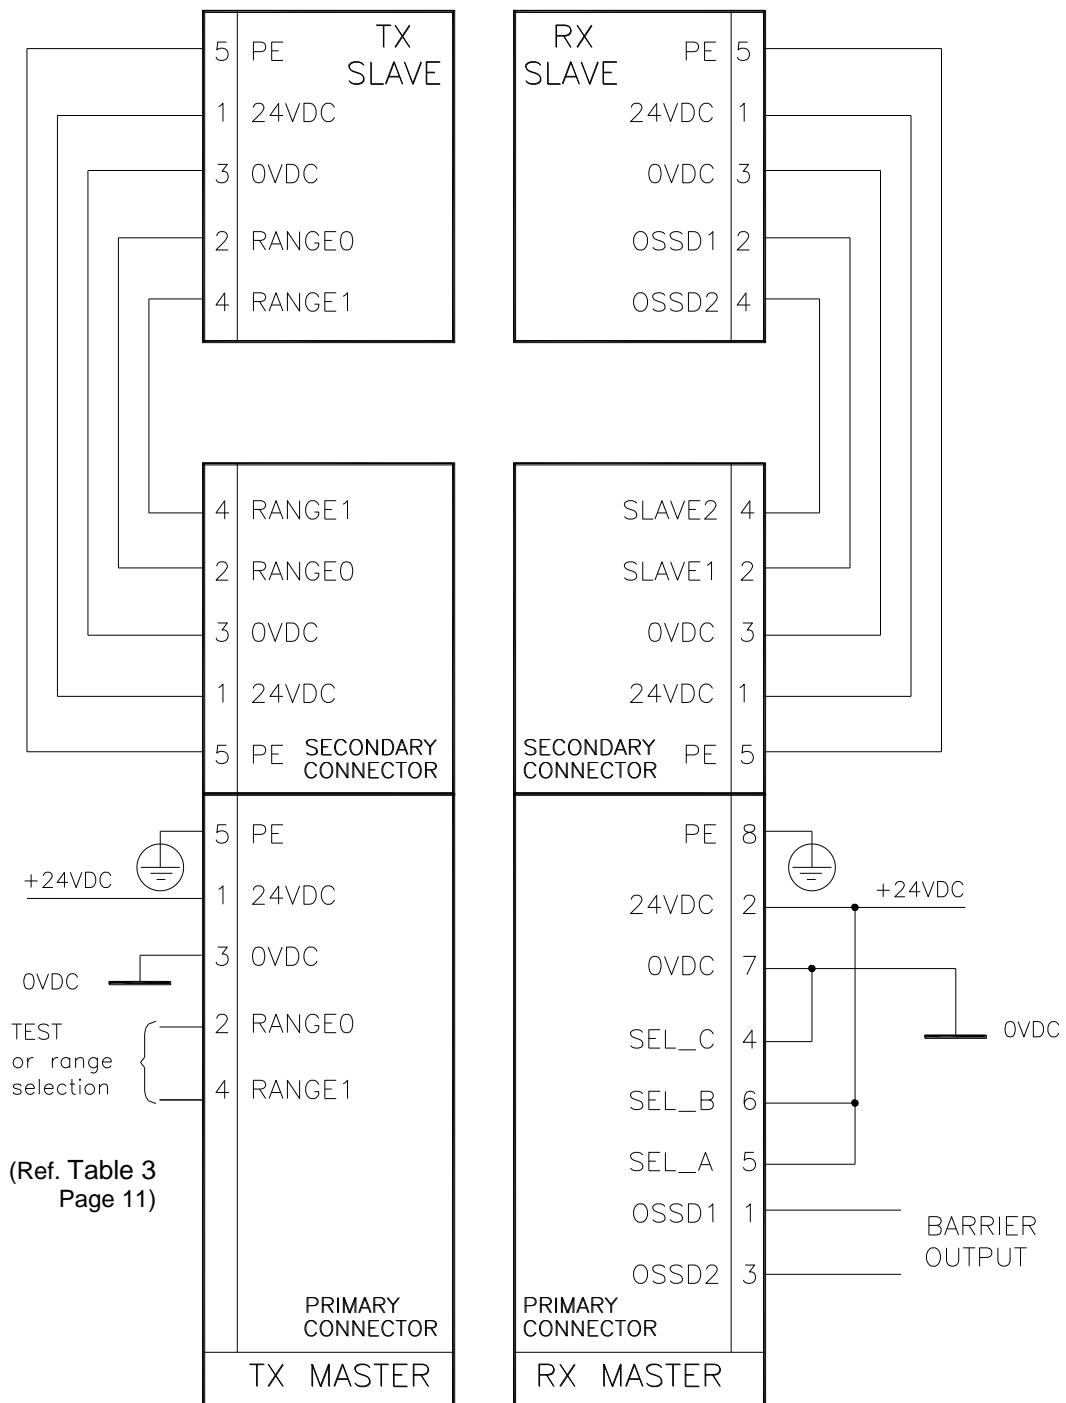 TX
SLAVE
5 PE
1 24VDC
3 0VDC
2 RANGE0
4 RANGE1
RX
SLAVE
PE 5
24VDC 1
0VDC 3
OSSD1 2
OSSD2 4
4 RANGE1
2 RANGE0
3 0VDC
1 24VDC
5 PE
SECONDARY
CONNECTOR
SLAVE2 4
SLAVE1 2
0VDC 3
24VDC 1
PE 5
SECONDARY
CONNECTOR
5 PE
+24VDC
1 24VDC
3 0VDC
0VDC
TEST
or range
selection
2 RANGE0
4 RANGE1
(Ref. Table 3
Page 11)
PRIMARY
CONNECTOR
TX MASTER
PE 8
24VDC 2
+24VDC
0VDC 7
0VDC
SEL_C 4
SEL_B 6
SEL_A 5
OSSD1 1
OSSD2 3
BARRIER
OUTPUT
PRIMARY
CONNECTOR
RX MASTER